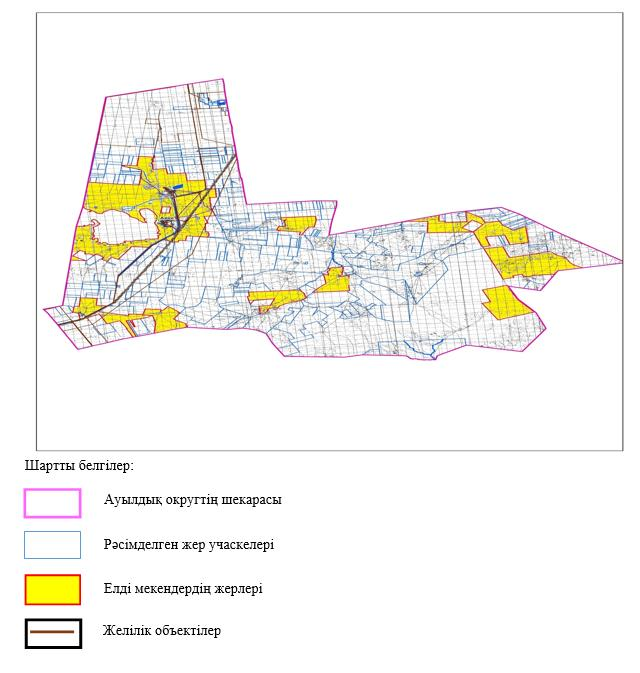 Шартты белгілер:
Ауылдық округтің шекарасы
Рәсімделген жер учаскелері
Елді мекендердің жерлері
Желілік объектілер